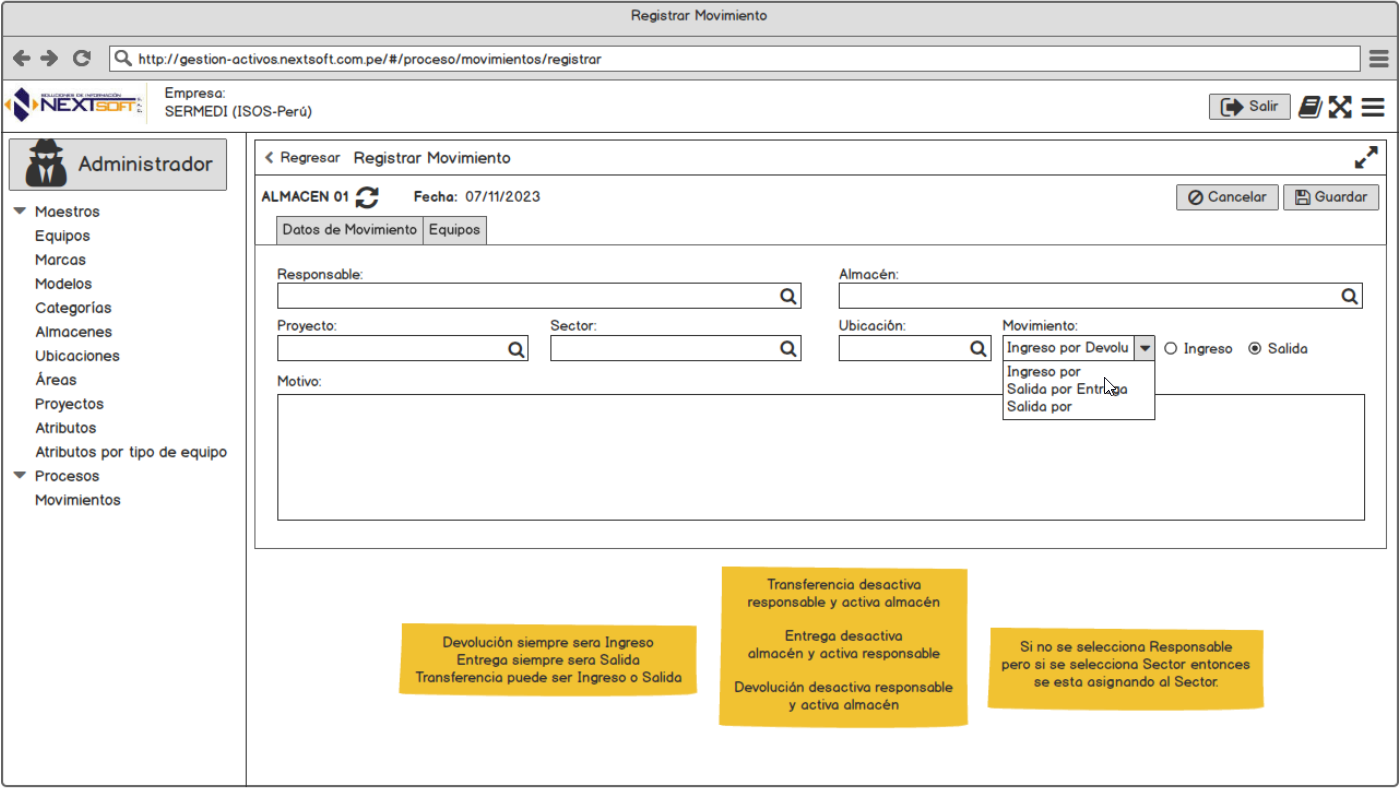 Registrar Movimiento
http://gestion-activos.nextsoft.com.pe/#/proceso/movimientos/registrar
SOLUCIONES DE INFORMACIÓN
NEXTSOFT
Empresa:
SERMEDI (ISOS-Perú)
Salir
Administrador
Maestros
Equipos
Marcas
Modelos
Categorías
Almacenes
Ubicaciones
Áreas
Proyectos
Atributos
Atributos por tipo de equipo
Procesos
Movimientos
Regresar Registrar Movimiento
ALMACEN 01 Fecha: 07/11/2023
Cancelar Guardar
Datos de Movimiento Equipos
Responsable: Almacén:
Proyecto: Sector: Ubicación: Movimiento:
Ingreso por Devolu Ingreso Salida
Ingreso por
Salida por Entrega
Salida por
Motivo:
Devolución siempre sera Ingreso
Entrega siempre sera Salida
Transferencia puede ser Ingreso o Salida
Transferencia desactiva
responsable y activa almacén
Entrega desactiva
almacén y activa responsable
Devolucián desactiva responsable
y activa almacén
Si no se selecciona Responsable
pero si se selecciona Sector entonces
se esta asignando al Sector.